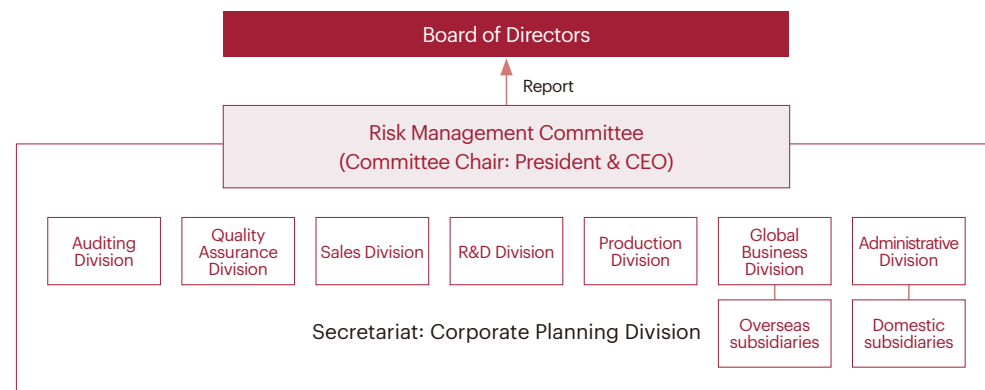 Board of Directors
Report
Risk Management Committee
(Committee Chair: President & CEO)
Auditing
Division
Quality
Assurance
Division
Sales Division
R&D Division
Production
Division
Global
Business
Division
Administrative
Division
Secretariat: Corporate Planning Division
Overseas
subsidiaries
Domestic
subsidiaries